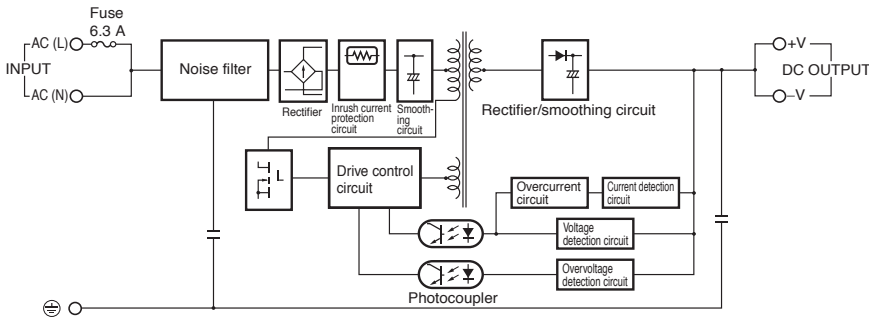 Fuse
6.3 A
AC (L)
INPUT
AC (N)
Noise filter
Rectifier
Inrush current
protection
circuit
Smooth-
ing
circuit
Rectifier/smoothing circuit
+V
DC OUTPUT
–V
Drive control
circuit
Overcurrent
circuit
Current detection
circuit
Voltage
detection circuit
Overvoltage
detection circuit
Photocoupler